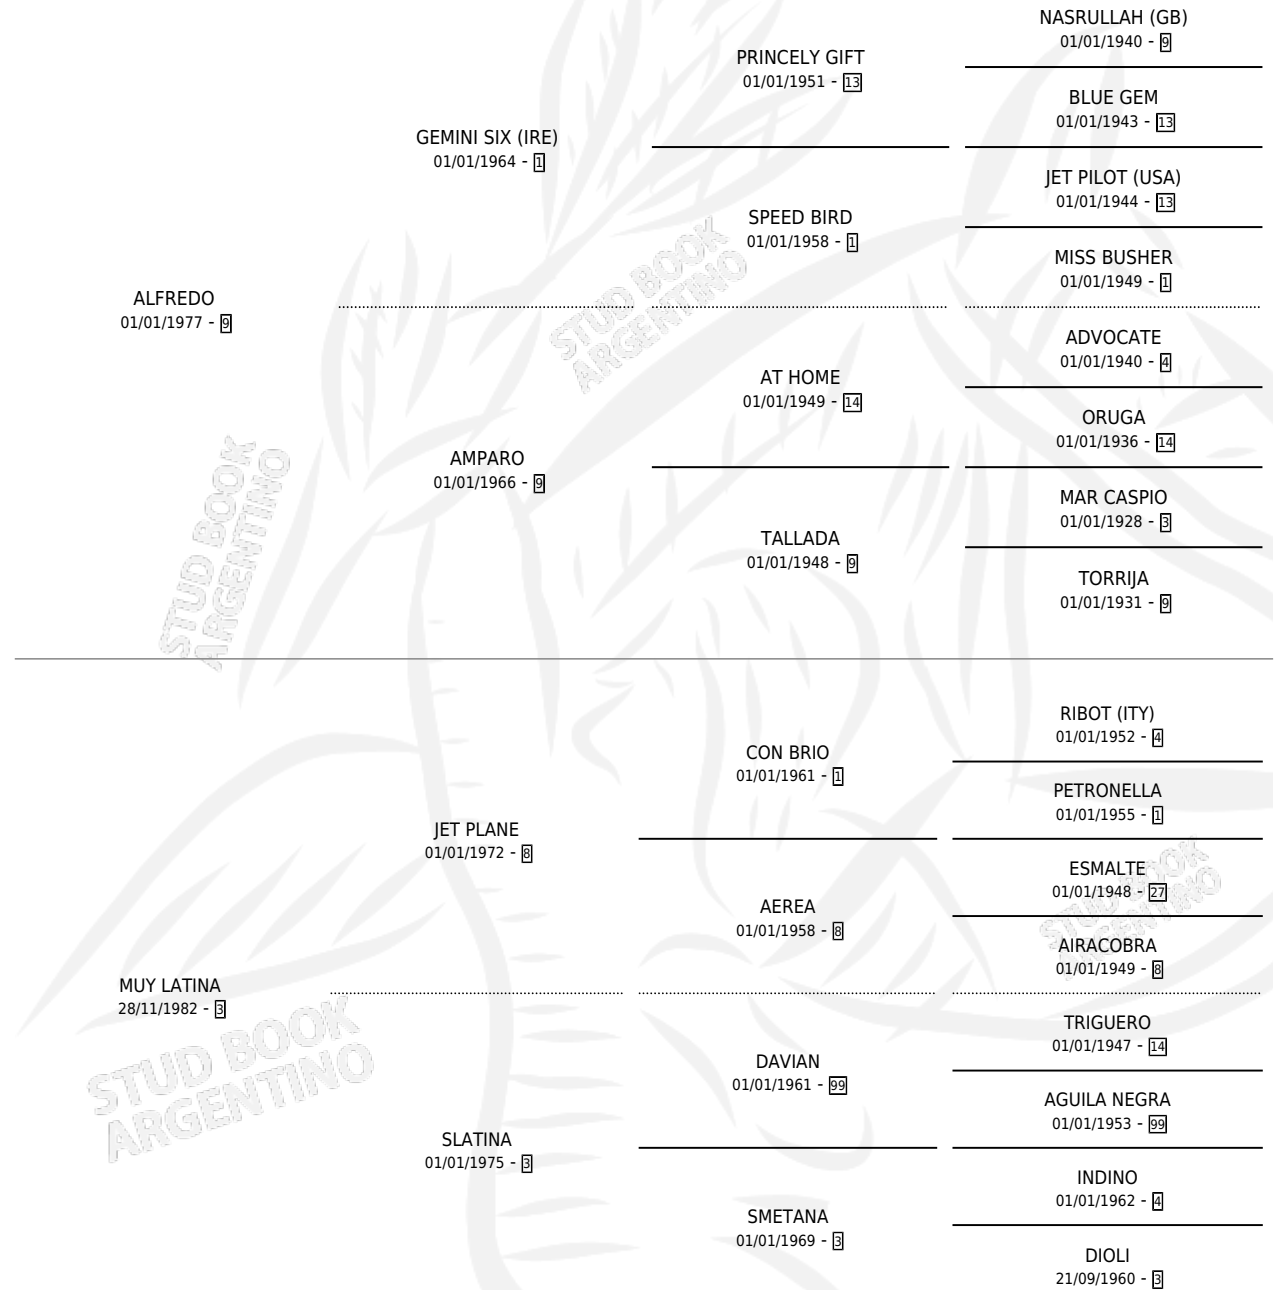 NASRULLAH (GB)
01/01/1940 - 9
PRINCELY GIFT
01/01/1951 - 13
BLUE GEM
01/01/1943 - 13
GEMINI SIX (IRE)
01/01/1964 - 1
JET PILOT (USA)
01/01/1944 - 13
SPEED BIRD
01/01/1958 - 1
MISS BUSHER
01/01/1949 - 1
ALFREDO
01/01/1977 - 9
ADVOCATE
01/01/1940 - 4
AT HOME
01/01/1949 - 14
ORUGA
01/01/1936 - 14
AMPARO
01/01/1966 - 9
MAR CASPIO
01/01/1928 - 3
TALLADA
01/01/1948 - 9
TORRIJA
01/01/1931 - 9
RIBOT (ITY)
01/01/1952 - 4
CON BRIO
01/01/1961 - 1
PETRONELLA
01/01/1955 - 1
JET PLANE
01/01/1972 - 8
ESMALTE
01/01/1948 - 27
AEREA
01/01/1958 - 8
AIRACOBRA
01/01/1949 - 8
MUY LATINA
28/11/1982 - 3
TRIGUERO
01/01/1947 - 14
DAVIAN
01/01/1961 - 99
AGUILA NEGRA
01/01/1953 - 99
SLATINA
01/01/1975 - 3
INDINO
01/01/1962 - 4
SMETANA
01/01/1969 - 3
DIOLI
21/09/1960 - 3
STUD BOOK
ARGENTINO
STUD BOOK
ARGENTINO
STUD BOOK
ARGENTINO
STUD BOOK
ARGENTINO